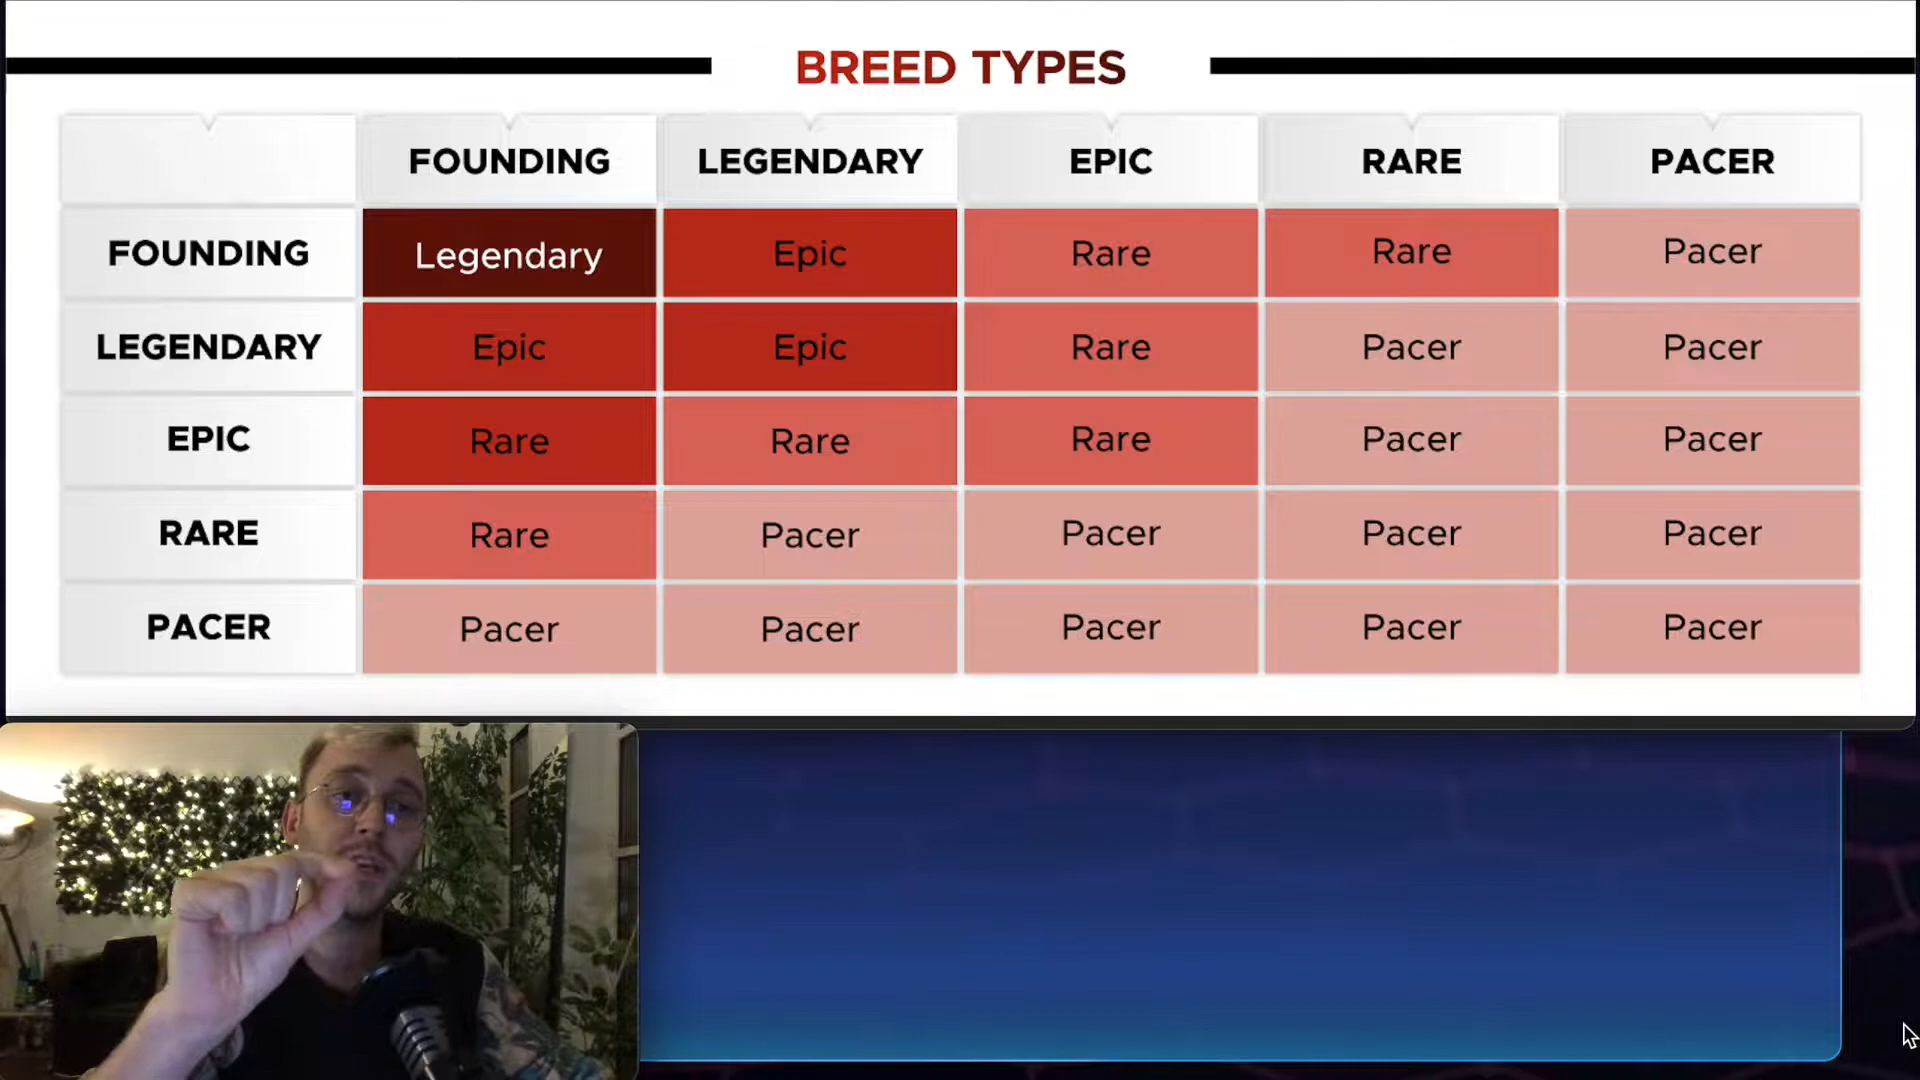 BREED TYPES
FOUNDING LEGENDARY EPIC RARE PACER
FOUNDING Legendary Epic Rare Rare Pacer
LEGENDARY Epic Epic Rare Pacer Pacer
EPIC Rare Rare Rare Pacer Pacer
RARE Rare Pacer Pacer Pacer Pacer
PACER Pacer Pacer Pacer Pacer Pacer